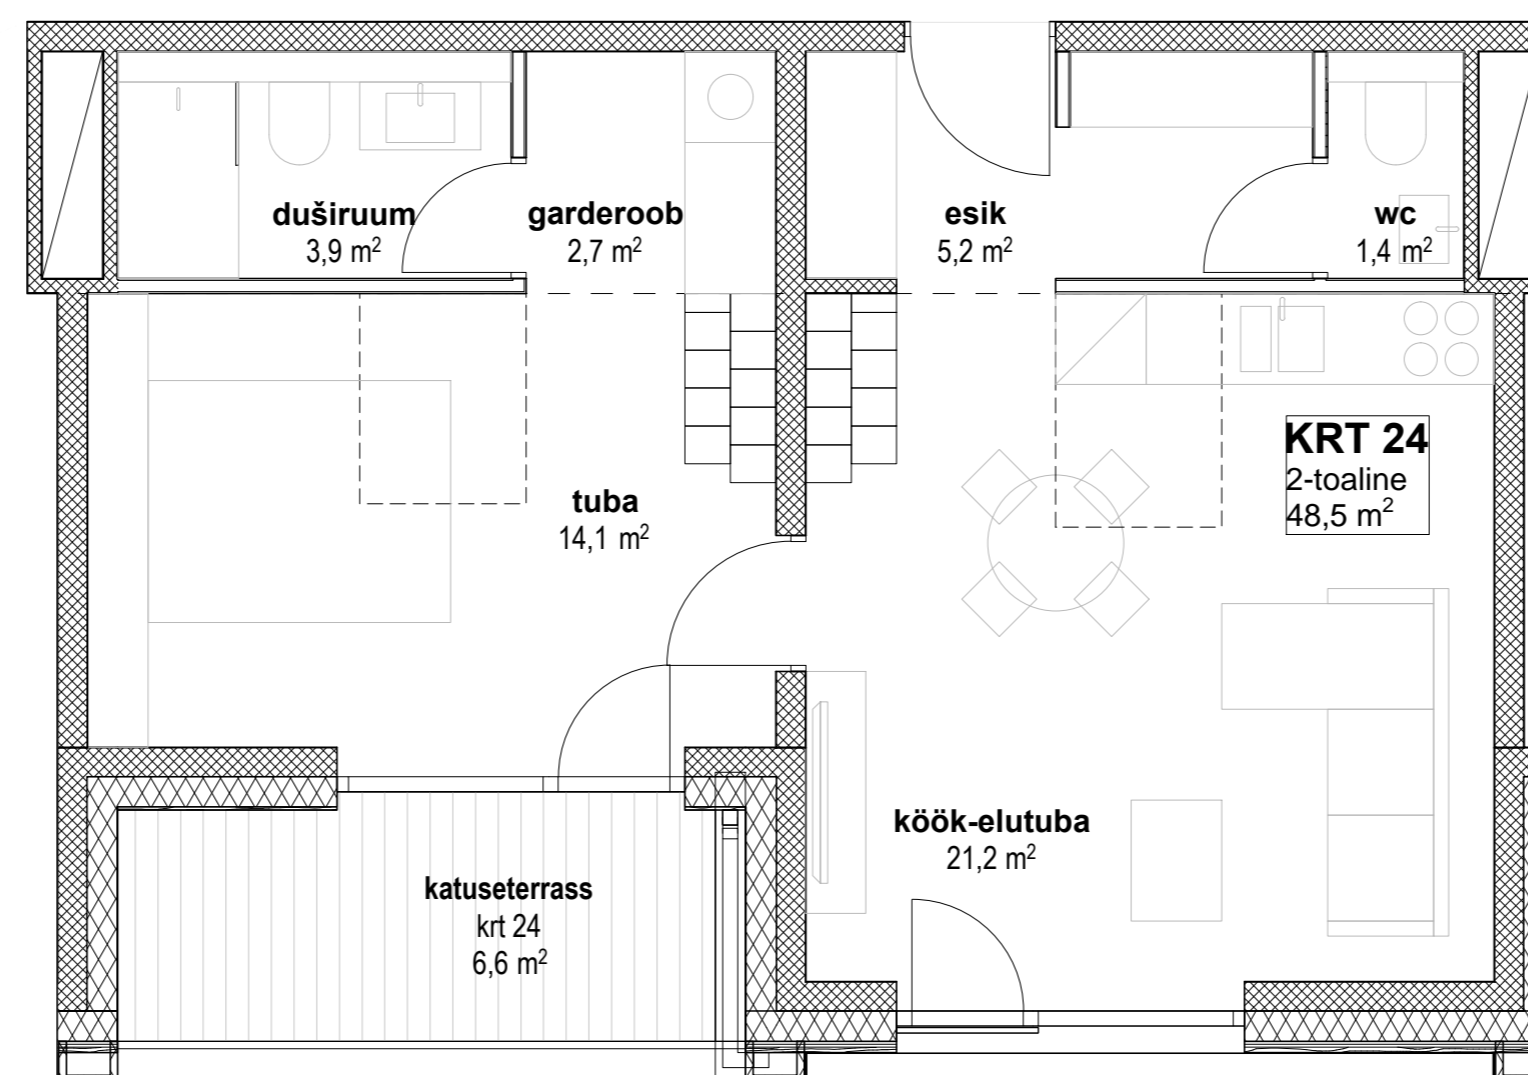 duširuum
3,9 m²
garderoob
2,7 m²
esik
5,2 m²
wc
1,4 m²
KRT 24
2-toaline
48,5 m²
tuba
14,1 m²
köök-elutuba
21,2 m²
katuseterrass
krt 24
6,6 m²